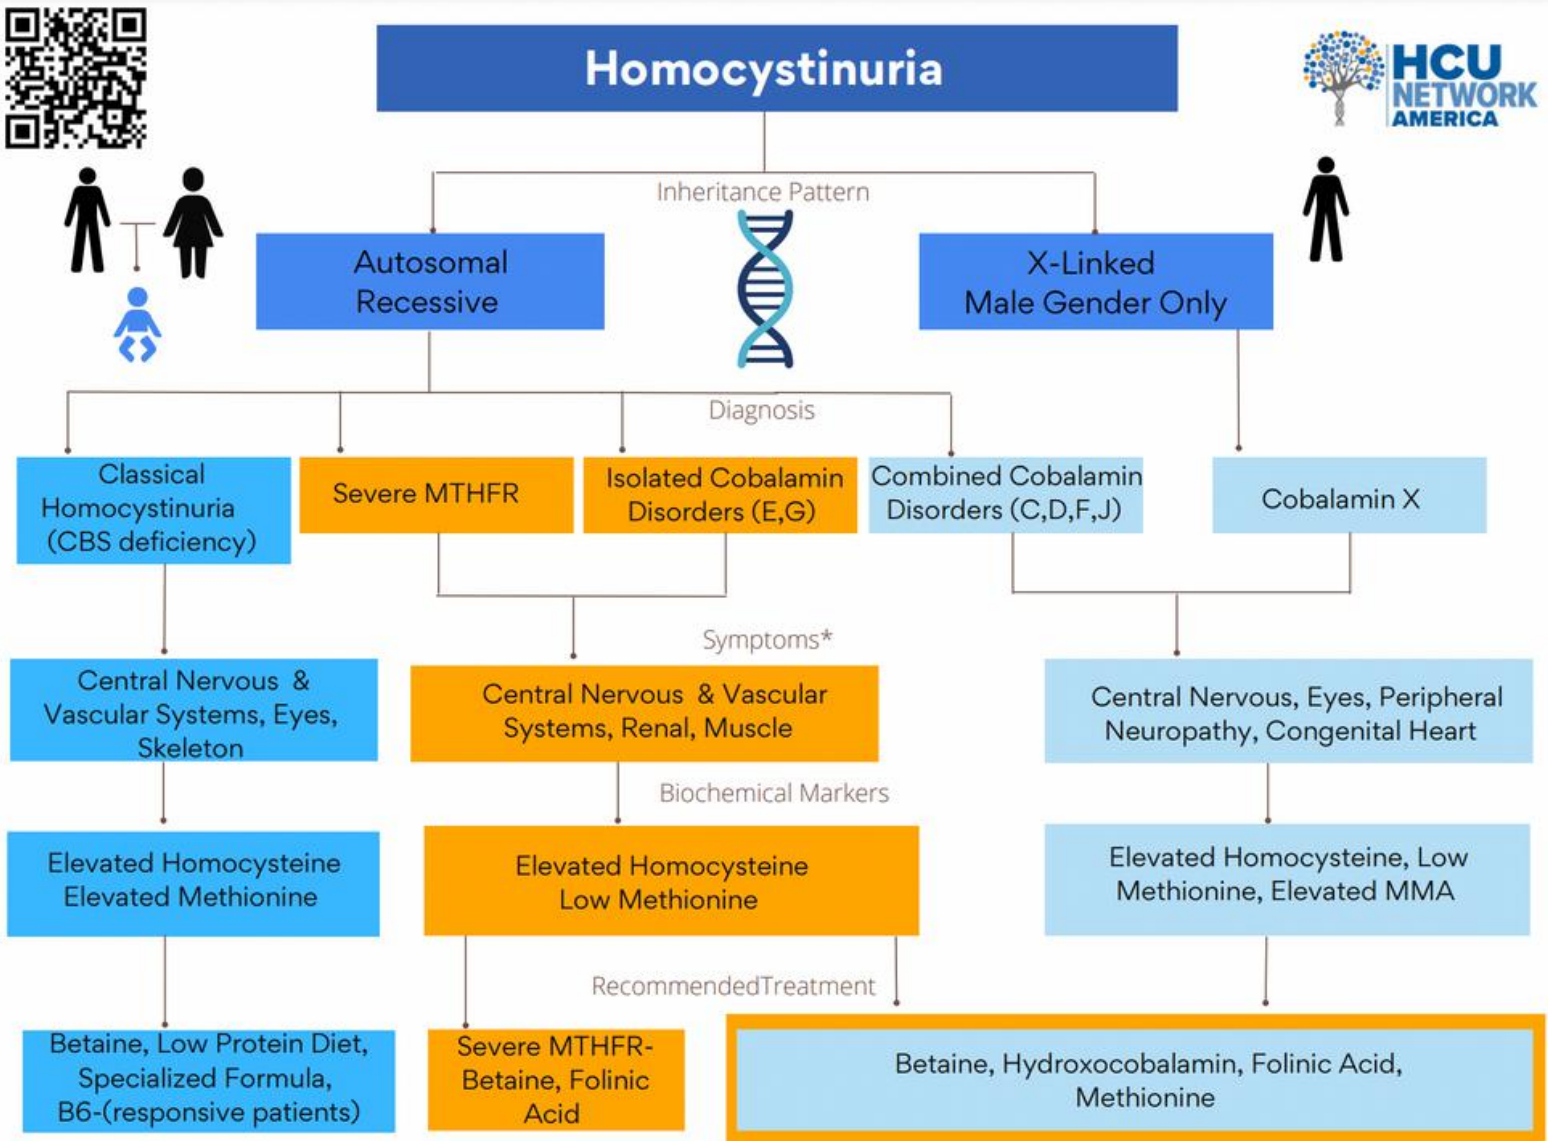 Homocystinuria
HCU
NETWORK
AMERICA
Inheritance Pattern
Autosomal
Recessive
X-Linked
Male Gender Only
Diagnosis
Classical
Homocystinuria
(CBS deficiency)
Severe MTHFR
Isolated Cobalamin
Disorders (E,G)
Combined Cobalamin
Disorders (C,D,F,J)
Cobalamin X
Symptoms*
Central Nervous &
Vascular Systems, Eyes,
Skeleton
Central Nervous & Vascular
Systems, Renal, Muscle
Central Nervous, Eyes, Peripheral
Neuropathy, Congenital Heart
Biochemical Markers
Elevated Homocysteine
Elevated Methionine
Elevated Homocysteine
Low Methionine
Elevated Homocysteine, Low
Methionine, Elevated MMA
RecommendedTreatment
Betaine, Low Protein Diet,
Specialized Formula,
B6-(responsive patients)
Severe MTHFR-
Betaine, Folinic
Acid
Betaine, Hydroxocobalamin, Folinic Acid,
Methionine